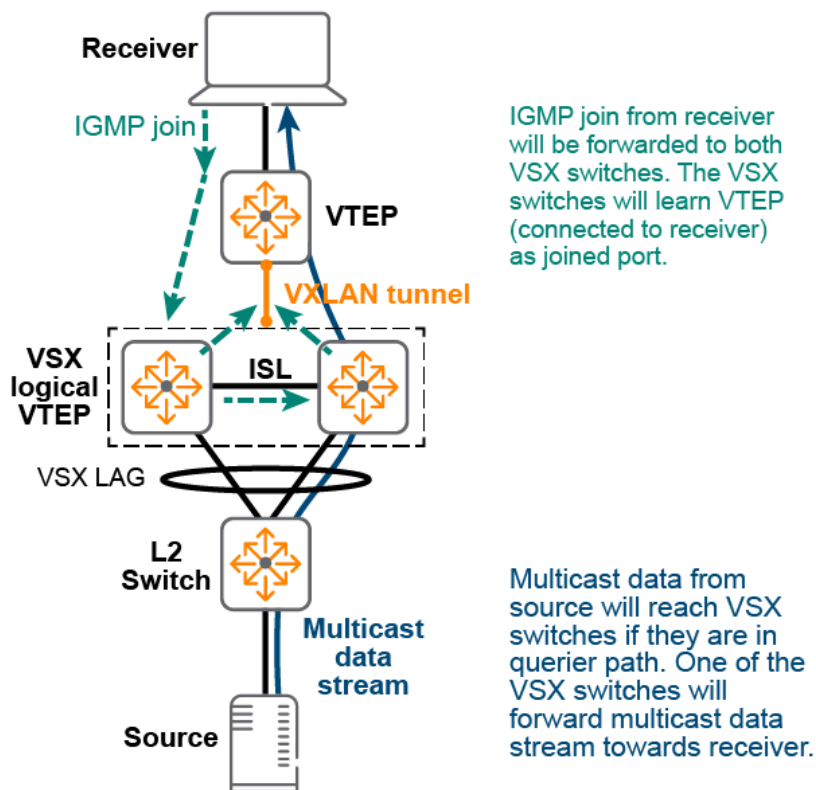 Receiver
IGMP join
IGMP join from receiver
will be forwarded to both
VSX switches. The VSX
switches will learn VTEP
(connected to receiver)
as joined port.
VTEP
VXLAN tunnel
VSX
logical
VTEP
ISL
VSX LAG
L2
Switch
Multicast
data
stream
Multicast data from
source will reach VSX
switches if they are in
querier path. One of the
VSX switches will
forward multicast data
stream towards receiver.
Source